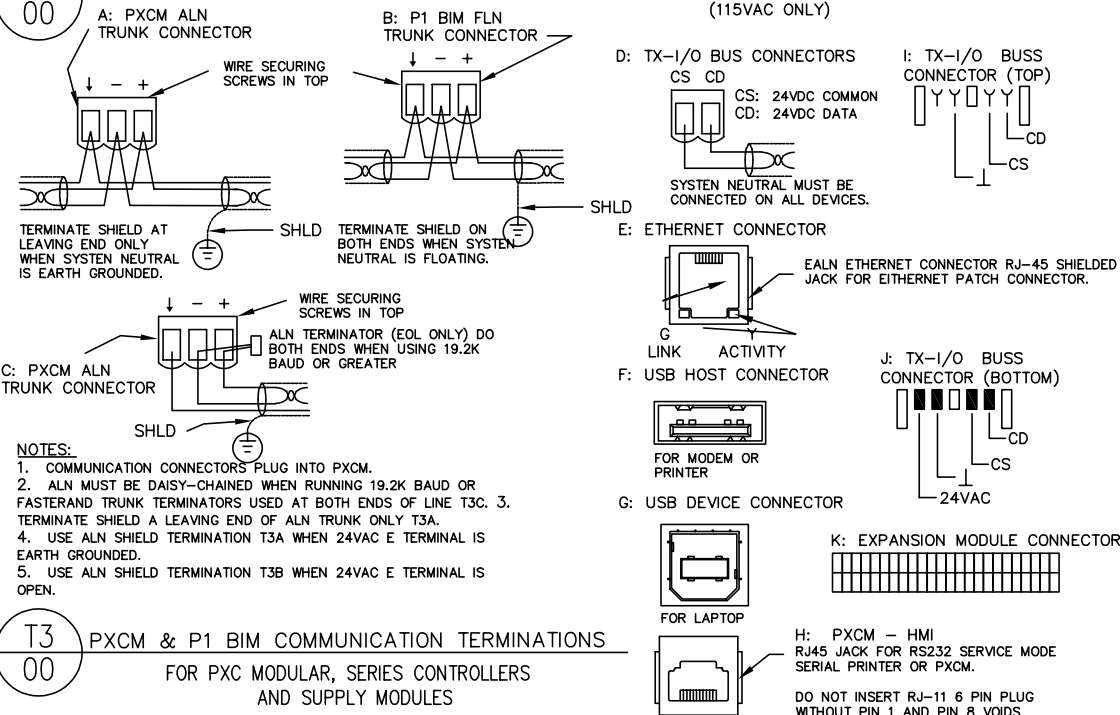 00
A: PXCM ALN
TRUNK CONNECTOR
↓ − +
WIRE SECURING
SCREWS IN TOP
B: P1 BIM FLN
TRUNK CONNECTOR
↓ − +
TERMINATE SHIELD AT
LEAVING END ONLY
WHEN SYSTEN NEUTRAL
IS EARTH GROUNDED.
SHLD
TERMINATE SHIELD ON
BOTH ENDS WHEN SYSTEN
NEUTRAL IS FLOATING.
SHLD
↓ − +
WIRE SECURING
SCREWS IN TOP
ALN TERMINATOR (EOL ONLY) DO
BOTH ENDS WHEN USING 19.2K
BAUD OR GREATER
C: PXCM ALN
TRUNK CONNECTOR
SHLD
NOTES:
1. COMMUNICATION CONNECTORS PLUG INTO PXCM.
2. ALN MUST BE DAISY-CHAINED WHEN RUNNING 19.2K BAUD OR
FASTERAND TRUNK TERMINATORS USED AT BOTH ENDS OF LINE T3C. 3.
TERMINATE SHIELD A LEAVING END OF ALN TRUNK ONLY T3A.
4. USE ALN SHIELD TERMINATION T3A WHEN 24VAC E TERMINAL IS
EARTH GROUNDED.
5. USE ALN SHIELD TERMINATION T3B WHEN 24VAC E TERMINAL IS
OPEN.
T3
00
PXCM & P1 BIM COMMUNICATION TERMINATIONS
FOR PXC MODULAR, SERIES CONTROLLERS
AND SUPPLY MODULES
(115VAC ONLY)
D: TX-I/O BUS CONNECTORS
CS CD
CS: 24VDC COMMON
CD: 24VDC DATA
SYSTEN NEUTRAL MUST BE
CONNECTED ON ALL DEVICES.
I: TX-I/O BUSS
CONNECTOR (TOP)
CD
CS
E: ETHERNET CONNECTOR
EALN ETHERNET CONNECTOR RJ-45 SHIELDED
JACK FOR EITHERNET PATCH CONNECTOR.
G Y
LINK ACTIVITY
F: USB HOST CONNECTOR
FOR MODEM OR
PRINTER
J: TX-I/O BUSS
CONNECTOR (BOTTOM)
CD
CS
24VAC
G: USB DEVICE CONNECTOR
FOR LAPTOP
K: EXPANSION MODULE CONNECTOR
H: PXCM - HMI
RJ45 JACK FOR RS232 SERVICE MODE
SERIAL PRINTER OR PXCM.
DO NOT INSERT RJ-11 6 PIN PLUG
WITHOUT PIN 1 AND PIN 8 VOIDS